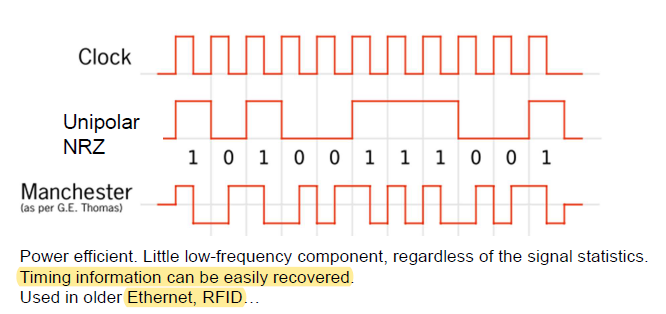 Clock
Unipolar
NRZ
1 0 1 0 0 1 1 1 0 0 1
Manchester
(as per G.E. Thomas)
Power efficient. Little low-frequency component, regardless of the signal statistics.
Timing information can be easily recovered.
Used in older Ethernet, RFID…